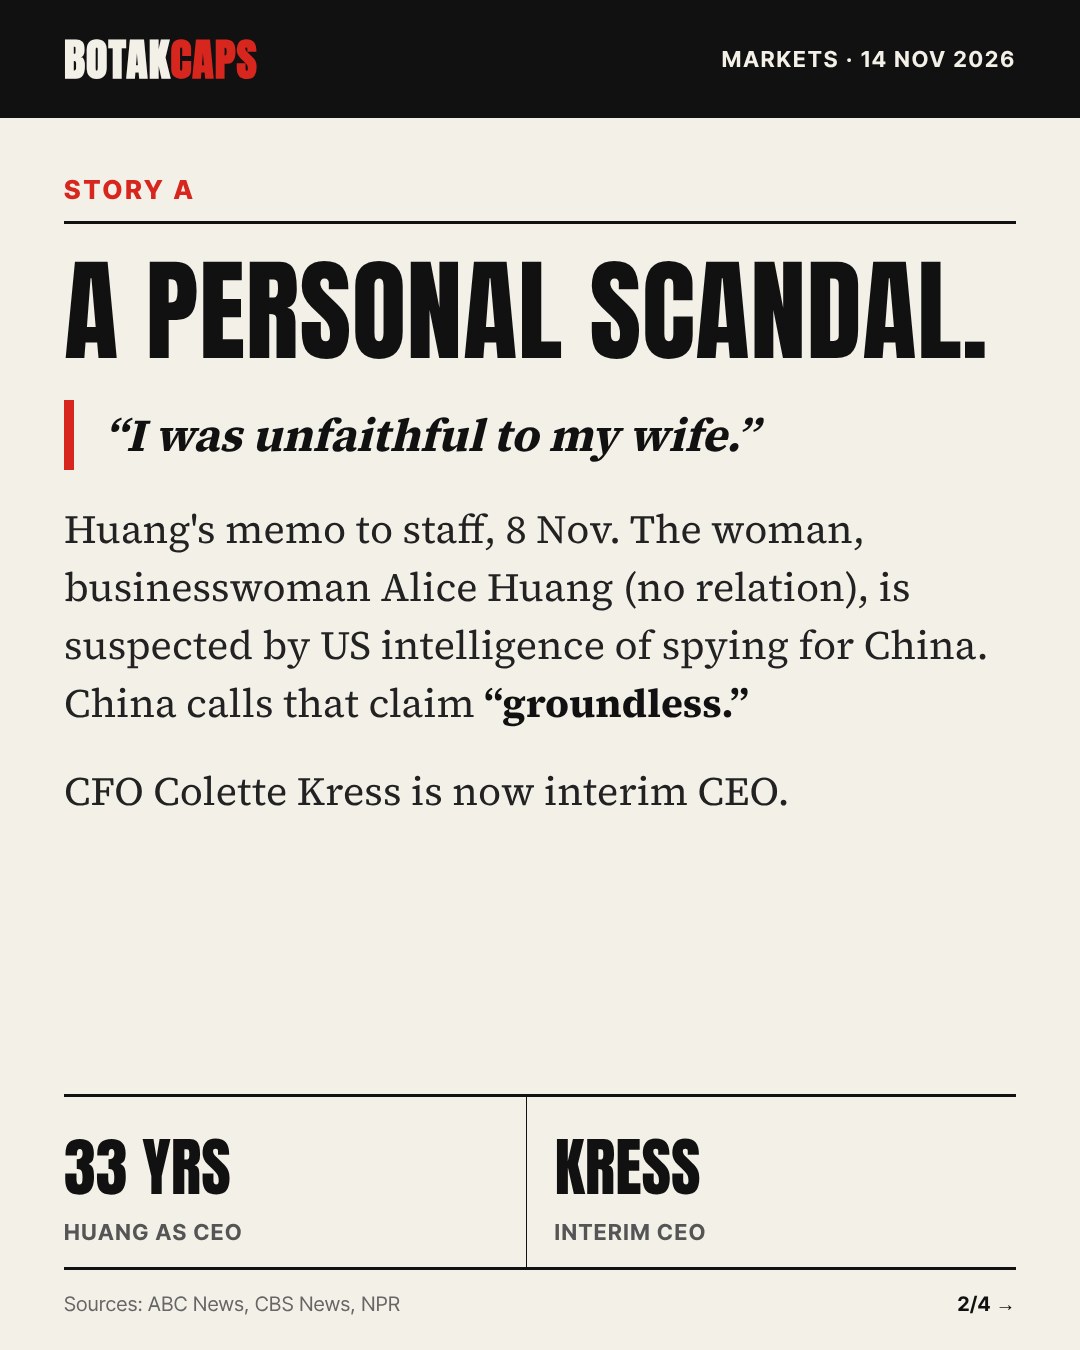 BOTAKCAPS
MARKETS · 14 NOV 2026
STORY A
A PERSONAL SCANDAL.
“I was unfaithful to my wife.”
Huang's memo to staff, 8 Nov. The woman,
businesswoman Alice Huang (no relation), is
suspected by US intelligence of spying for China.
China calls that claim “groundless.”
CFO Colette Kress is now interim CEO.
33 YRS
HUANG AS CEO
KRESS
INTERIM CEO
Sources: ABC News, CBS News, NPR
2/4 →